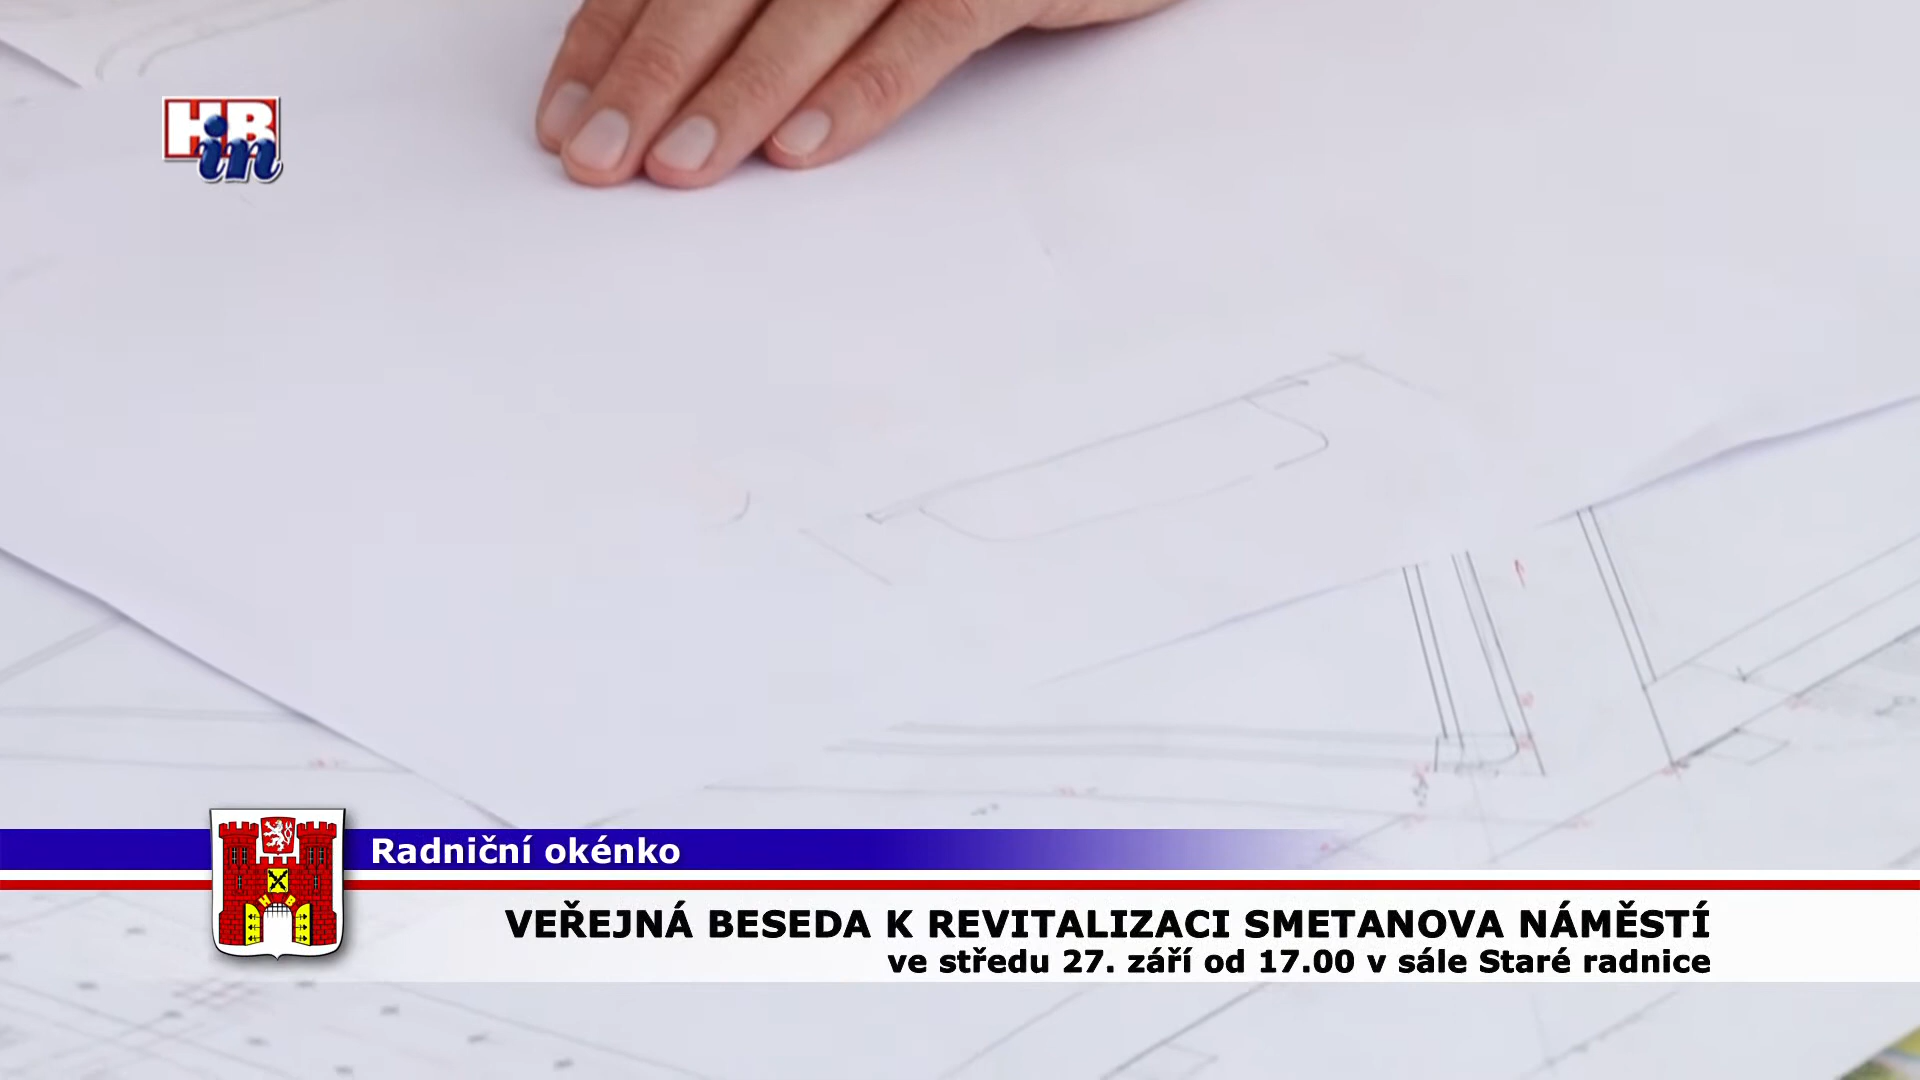 HB
in
Radniční okénko
H B
VEŘEJNÁ BESEDA K REVITALIZACI SMETANOVA NÁMĚSTÍ
ve středu 27. září od 17.00 v sále Staré radnice